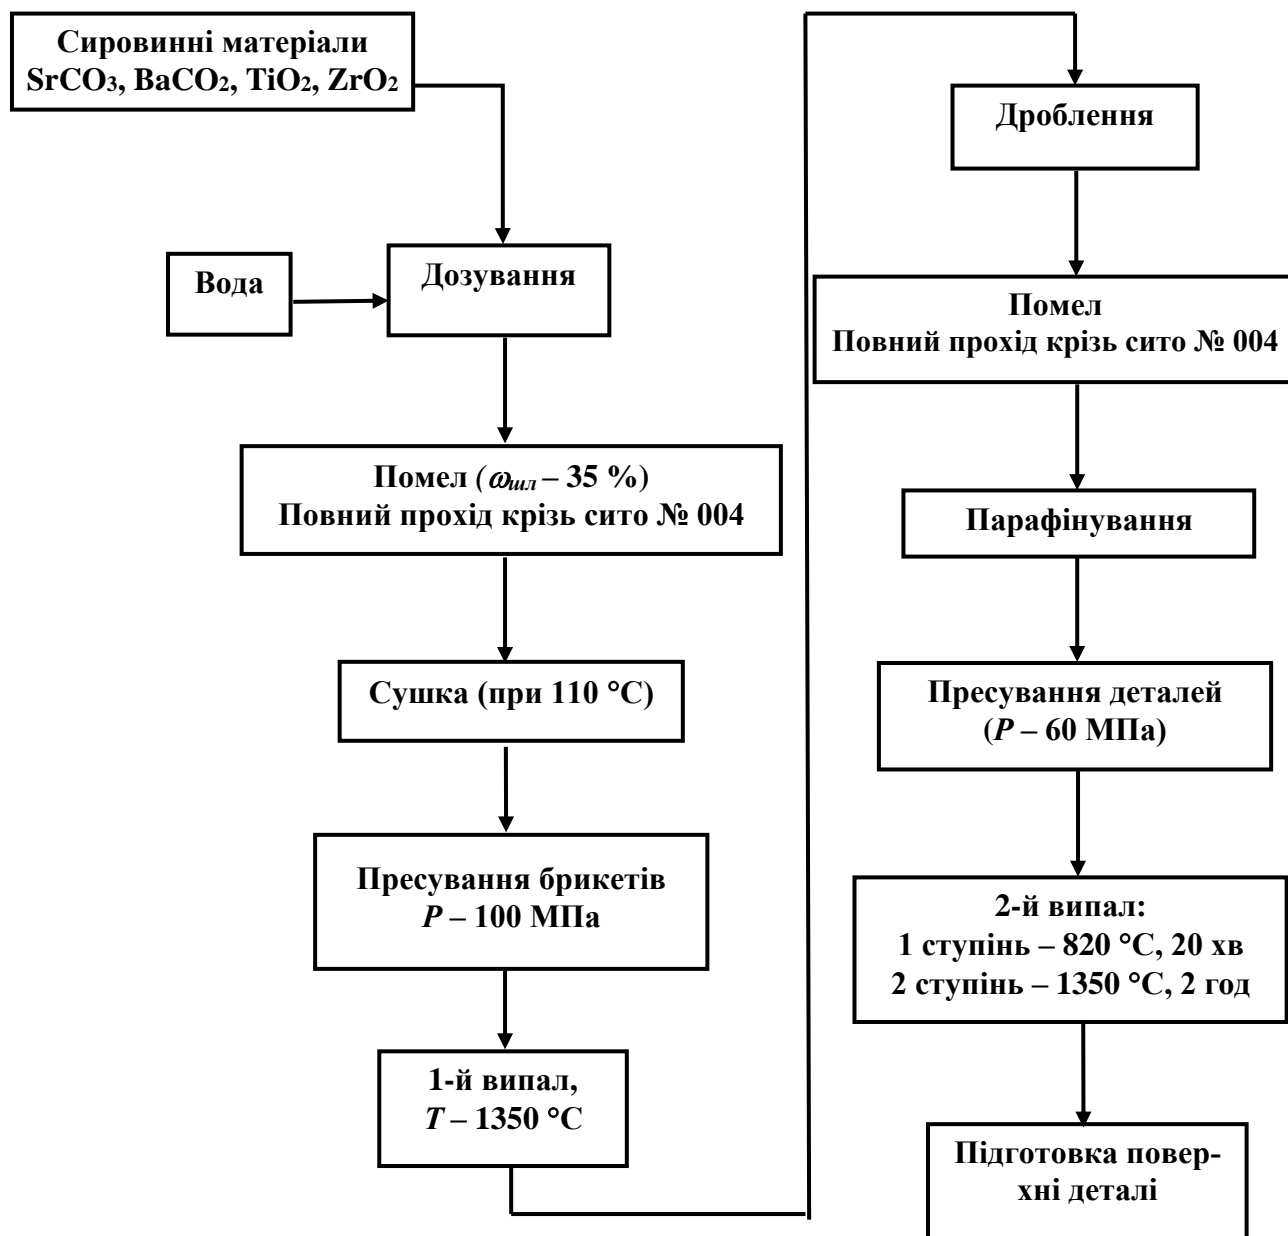 Сировинні матеріали
SrCO₃, BaCO₂, TiO₂, ZrO₂
Вода
Дозування
Помел (ωшл – 35 %)
Повний прохід крізь сито № 004
Сушка (при 110 °С)
Пресування брикетів
P – 100 МПа
1-й випал,
T – 1350 °С
Дроблення
Помел
Повний прохід крізь сито № 004
Парафінування
Пресування деталей
(P – 60 МПа)
2-й випал:
1 ступінь – 820 °С, 20 хв
2 ступінь – 1350 °С, 2 год
Підготовка повер-
хні деталі